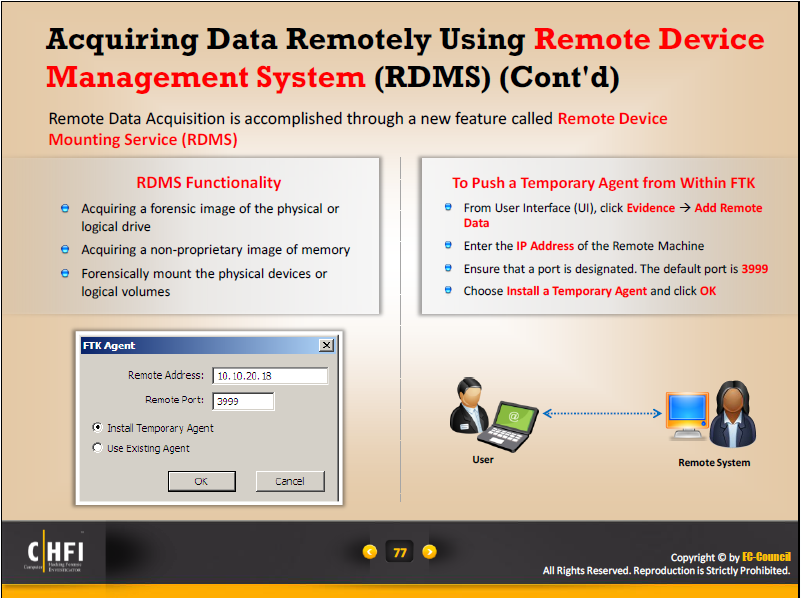 Acquiring Data Remotely Using Remote Device
Management System (RDMS) (Cont'd)
Remote Data Acquisition is accomplished through a new feature called Remote Device
Mounting Service (RDMS)
RDMS Functionality
Acquiring a forensic image of the physical or
logical drive
Acquiring a non-proprietary image of memory
Forensically mount the physical devices or
logical volumes
To Push a Temporary Agent from Within FTK
From User Interface (UI), click Evidence → Add Remote
Data
Enter the IP Address of the Remote Machine
Ensure that a port is designated. The default port is 3999
Choose Install a Temporary Agent and click OK
FTK Agent
Remote Address: 10.10.20.18
Remote Port: 3999
Install Temporary Agent
Use Existing Agent
OK Cancel
@
User
Remote System
CHFI
Computer Hacking Forensic
INVESTIGATOR
77
Copyright © by EC-Council
All Rights Reserved. Reproduction is Strictly Prohibited.